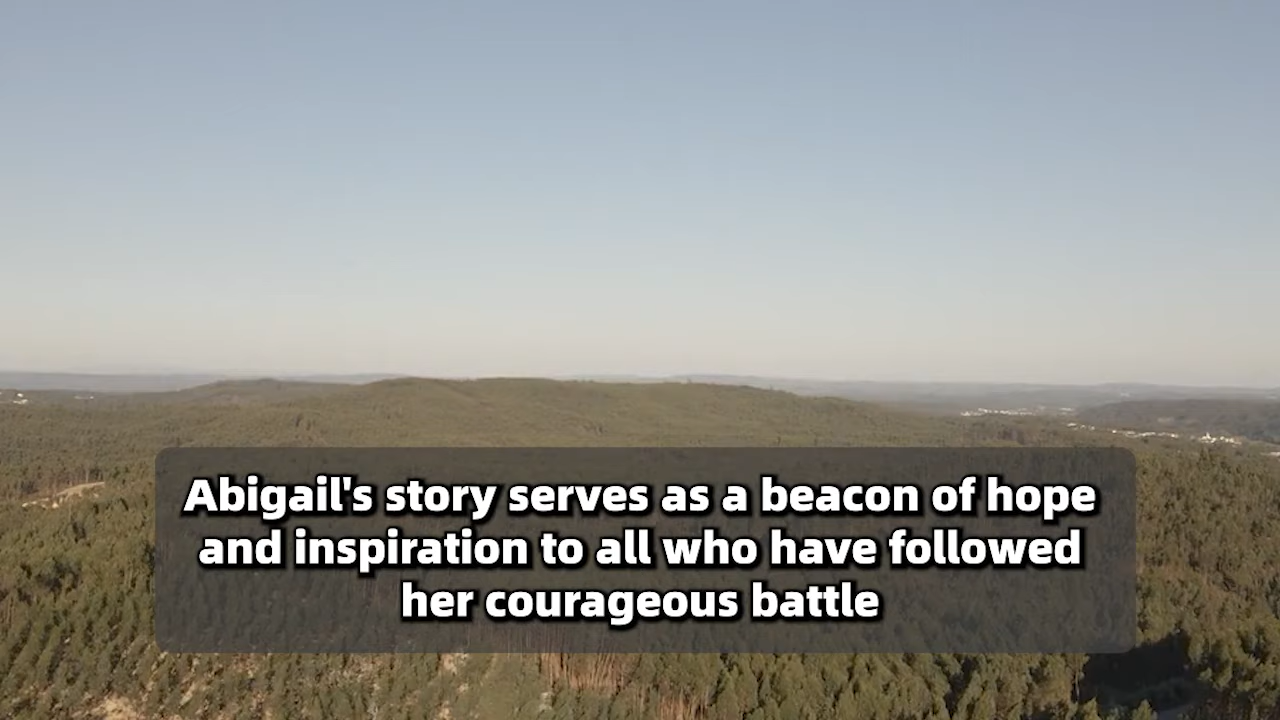 Abigail's story serves as a beacon of hope
and inspiration to all who have followed
her courageous battle